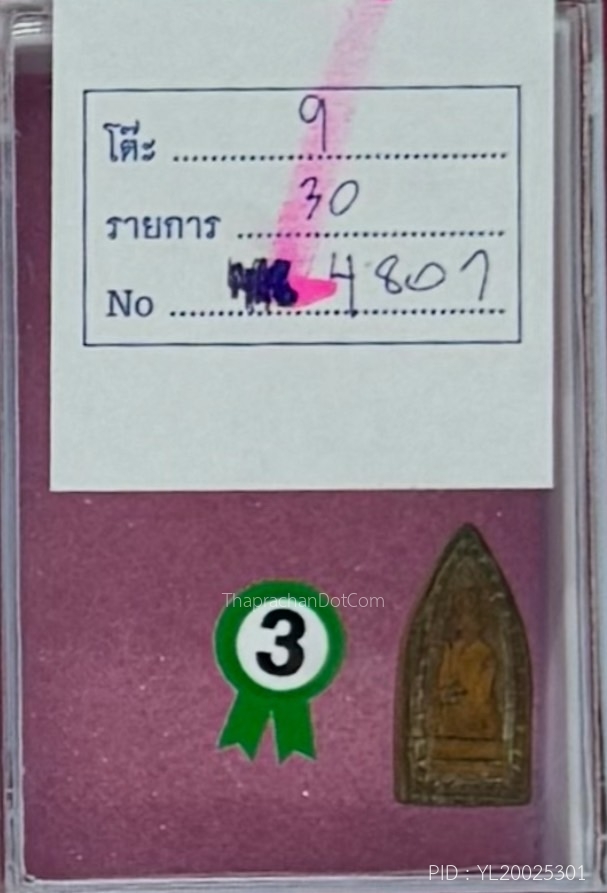 โต๊ะ 9
รายการ 30
No 4807
ThaprachanDotCom
3
PID : YL20025301